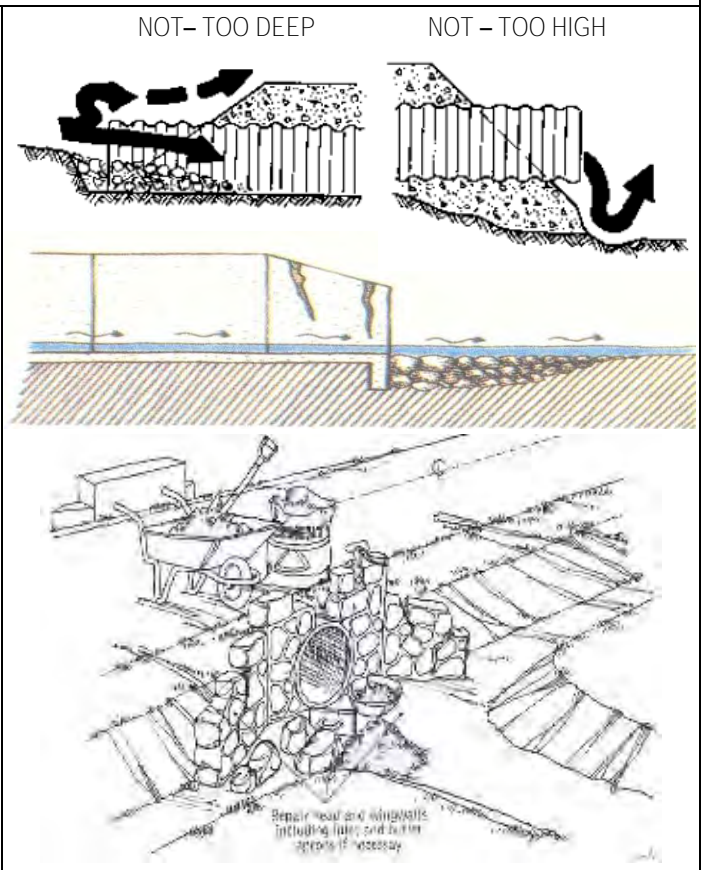 NOT– TOO DEEP
NOT – TOO HIGH
Repair head and wingwalls
including inlet and outlet
aprons if necessary